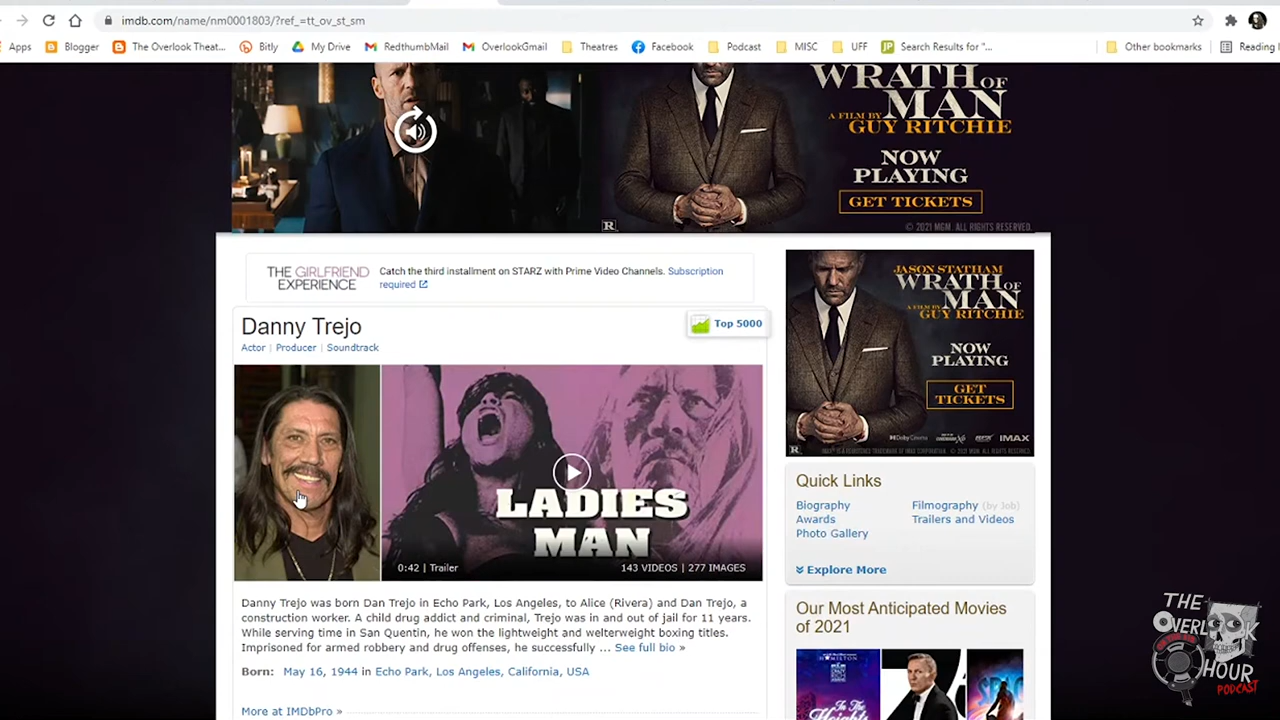 imdb.com/name/nm0001803/?ref_=tt_ov_st_sm
Apps Blogger The Overlook Theat... Bitly My Drive RedthumbMail OverlookGmail Theatres Facebook Podcast MISC UFF Search Results for "... Other bookmarks Reading l
WRATH OF
MAN
A FILM BY
GUY RITCHIE
NOW
PLAYING
GET TICKETS
R
© 2021 MGM. ALL RIGHTS RESERVED.
THE GIRLFRIEND
EXPERIENCE
Catch the third installment on STARZ with Prime Video Channels. Subscription
required
Danny Trejo
Top 5000
Actor | Producer | Soundtrack
LADIES
MAN
0:42 | Trailer
143 VIDEOS | 277 IMAGES
Danny Trejo was born Dan Trejo in Echo Park, Los Angeles, to Alice (Rivera) and Dan Trejo, a
construction worker. A child drug addict and criminal, Trejo was in and out of jail for 11 years.
While serving time in San Quentin, he won the lightweight and welterweight boxing titles.
Imprisoned for armed robbery and drug offenses, he successfully ... See full bio »
Born: May 16, 1944 in Echo Park, Los Angeles, California, USA
More at IMDbPro »
JASON STATHAM
WRATH OF
MAN
A FILM BY
GUY RITCHIE
NOW
PLAYING
GET
TICKETS
Dolby Cinema IMAX
R
Quick Links
Biography
Awards
Photo Gallery
Filmography (by Job)
Trailers and Videos
Explore More
Our Most Anticipated Movies
of 2021
HAMILTON
In The
Heights
THE
OVERLOOK
HOUR
PODCAST